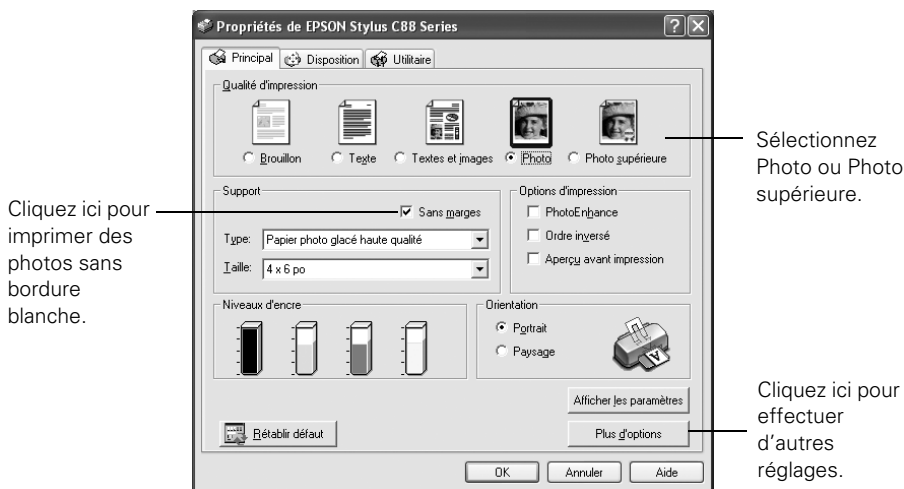 Propriétés de EPSON Stylus C88 Series
Principal
Disposition
Utilitaire
Qualité d'impression
Brouillon
Texte
Textes et images
Photo
Photo supérieure
Sélectionnez
Photo ou Photo
supérieure.
Support
Sans marges
Type:
Papier photo glacé haute qualité
Taille:
4 x 6 po
Options d'impression
PhotoEnhance
Ordre inversé
Aperçu avant impression
Cliquez ici pour
imprimer des
photos sans
bordure
blanche.
Niveaux d'encre
Orientation
Portrait
Paysage
A
Afficher les paramètres
Rétablir défaut
Plus d'options
Cliquez ici pour
effectuer
d'autres
réglages.
OK
Annuler
Aide